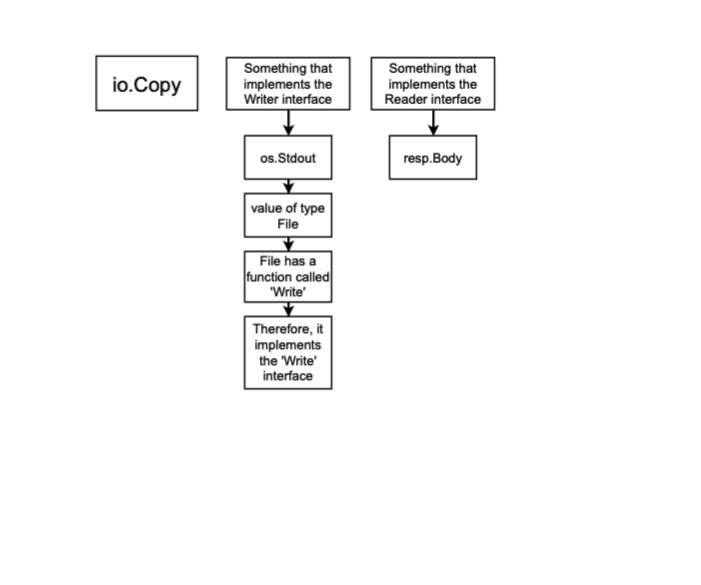 io.Copy
Something that
implements the
Writer interface
Something that
implements the
Reader interface
os.Stdout
resp.Body
value of type
File
File has a
function called
'Write'
Therefore, it
implements
the 'Write'
interface